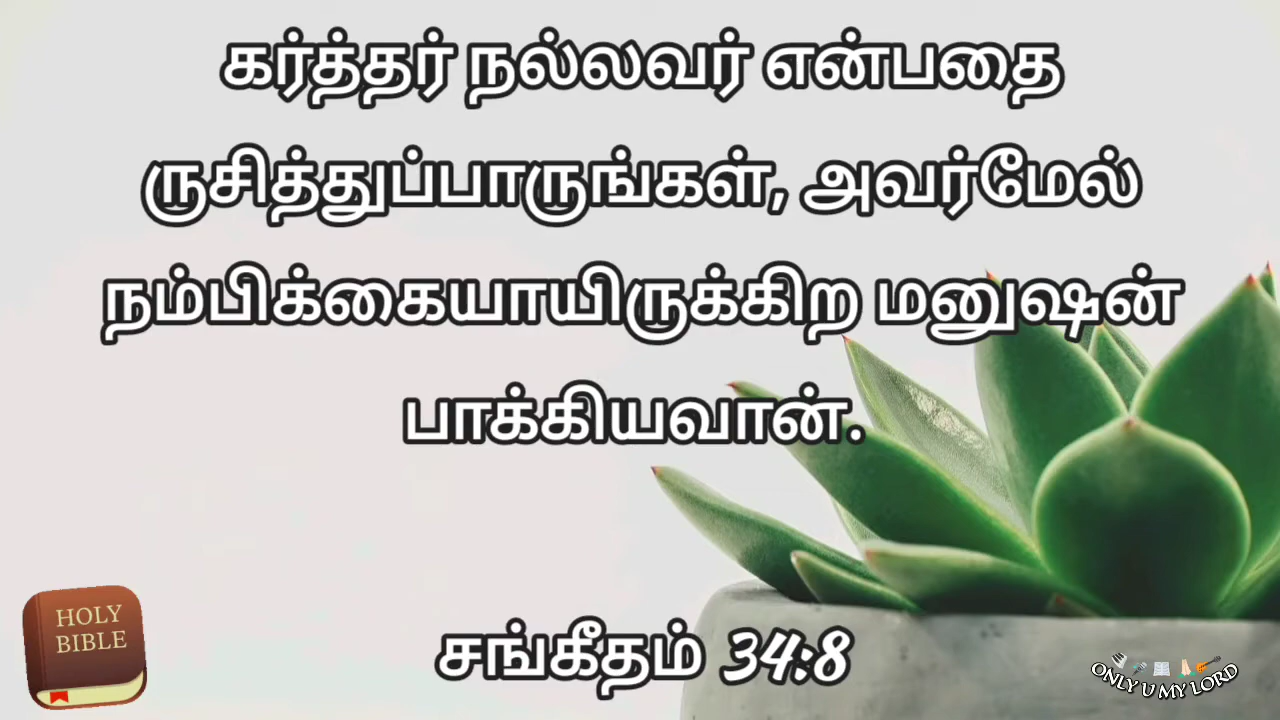 கர்த்தர் நல்லவர் என்பதை
ருசித்துப்பாருங்கள், அவர்மேல்
நம்பிக்கையாயிருக்கிற மனுஷன்
பாக்கியவான்.
சங்கீதம் 34:8
HOLY
BIBLE
ONLY U MY LORD